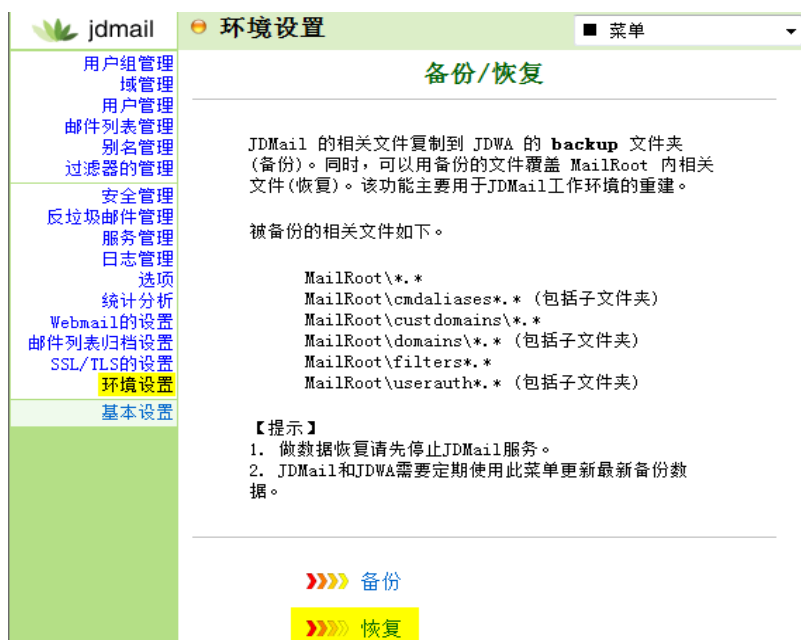 jdmail
环境设置
■ 菜单
用户组管理
域管理
用户管理
邮件列表管理
别名管理
过滤器的管理
安全管理
反垃圾邮件管理
服务管理
日志管理
选项
统计分析
Webmail的设置
邮件列表归档设置
SSL/TLS的设置
环境设置
基本设置
备份/恢复
JDMail 的相关文件复制到 JDWA 的 backup 文件夹
(备份)。同时，可以用备份的文件覆盖 MailRoot 内相关
文件(恢复)。该功能主要用于JDMail工作环境的重建。
被备份的相关文件如下。
MailRoot\*.*
MailRoot\cmdaliases*.* (包括子文件夹)
MailRoot\custdomains\*.*
MailRoot\domains\*.* (包括子文件夹)
MailRoot\filters*.*
MailRoot\userauth*.* (包括子文件夹)
【提示】
1. 做数据恢复请先停止JDMail服务。
2. JDMail和JDWA需要定期使用此菜单更新最新备份数
据。
备份
恢复